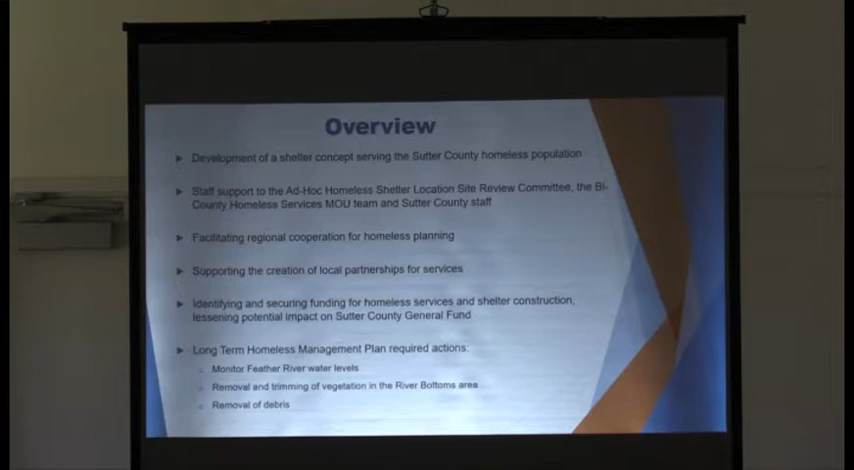 Overview
Development of a shelter concept serving the Sutter County homeless population
Staff support to the Ad-Hoc Homeless Shelter Location Site Review Committee, the Bi-
County Homeless Services MOU team and Sutter County staff
Facilitating regional cooperation for homeless planning
Supporting the creation of local partnerships for services
Identifying and securing funding for homeless services and shelter construction,
lessening potential impact on Sutter County General Fund
Long Term Homeless Management Plan required actions:
Monitor Feather River water levels
Removal and trimming of vegetation in the River Bottoms area
Removal of debris